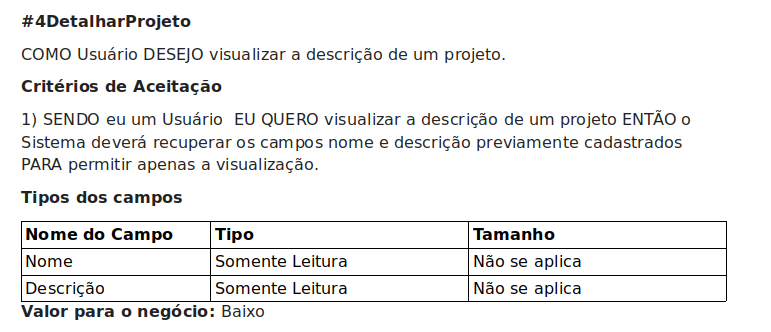 #4DetalharProjeto
COMO Usuário DESEJO visualizar a descrição de um projeto.
Critérios de Aceitação
1) SENDO eu um Usuário  EU QUERO visualizar a descrição de um projeto ENTÃO o
Sistema deverá recuperar os campos nome e descrição previamente cadastrados
PARA permitir apenas a visualização.
Tipos dos campos
Nome do Campo Tipo Tamanho
Nome Somente Leitura Não se aplica
Descrição Somente Leitura Não se aplica
Valor para o negócio: Baixo